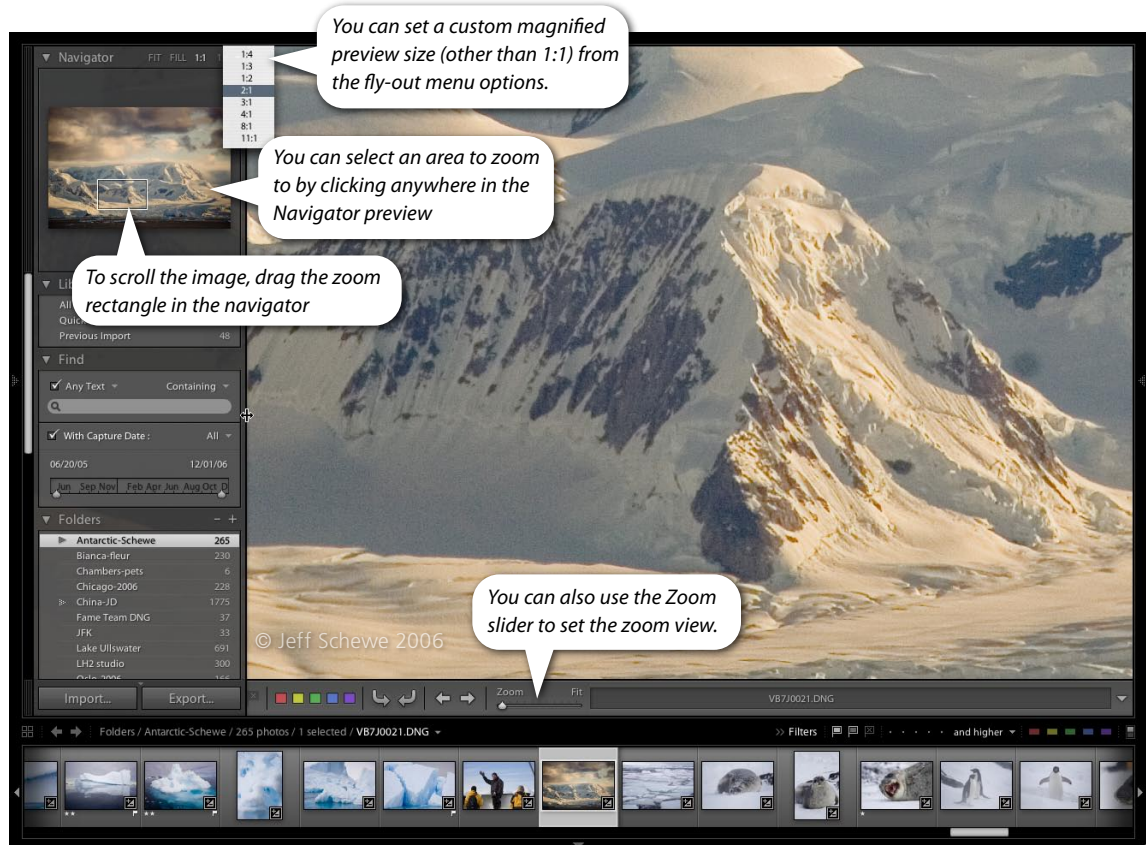 You can set a custom magnified
preview size (other than 1:1) from
the fly-out menu options.
Navigator FIT FILL 1:1
1:4
1:3
1:2
2:1
3:1
4:1
8:1
11:1
You can select an area to zoom
to by clicking anywhere in the
Navigator preview
To scroll the image, drag the zoom
rectangle in the navigator
Previous Import 48
Find
Any Text Containing
With Capture Date : All
06/20/05 12/01/06
Jun Sep Nov Feb Apr Jun Aug Oct D
Folders - +
Antarctic-Schewe 265
Bianca-fleur 230
Chambers-pets 6
Chicago-2006 228
China-JD 1775
Fame Team DNG 37
JFK 33
Lake Ullswater 691
LH2 studio 300
Oslo-2006 166
You can also use the Zoom
slider to set the zoom view.
© Jeff Schewe 2006
Import... Export... Zoom Fit VB7J0021.DNG
Folders / Antarctic-Schewe / 265 photos / 1 selected / VB7J0021.DNG Filters and higher